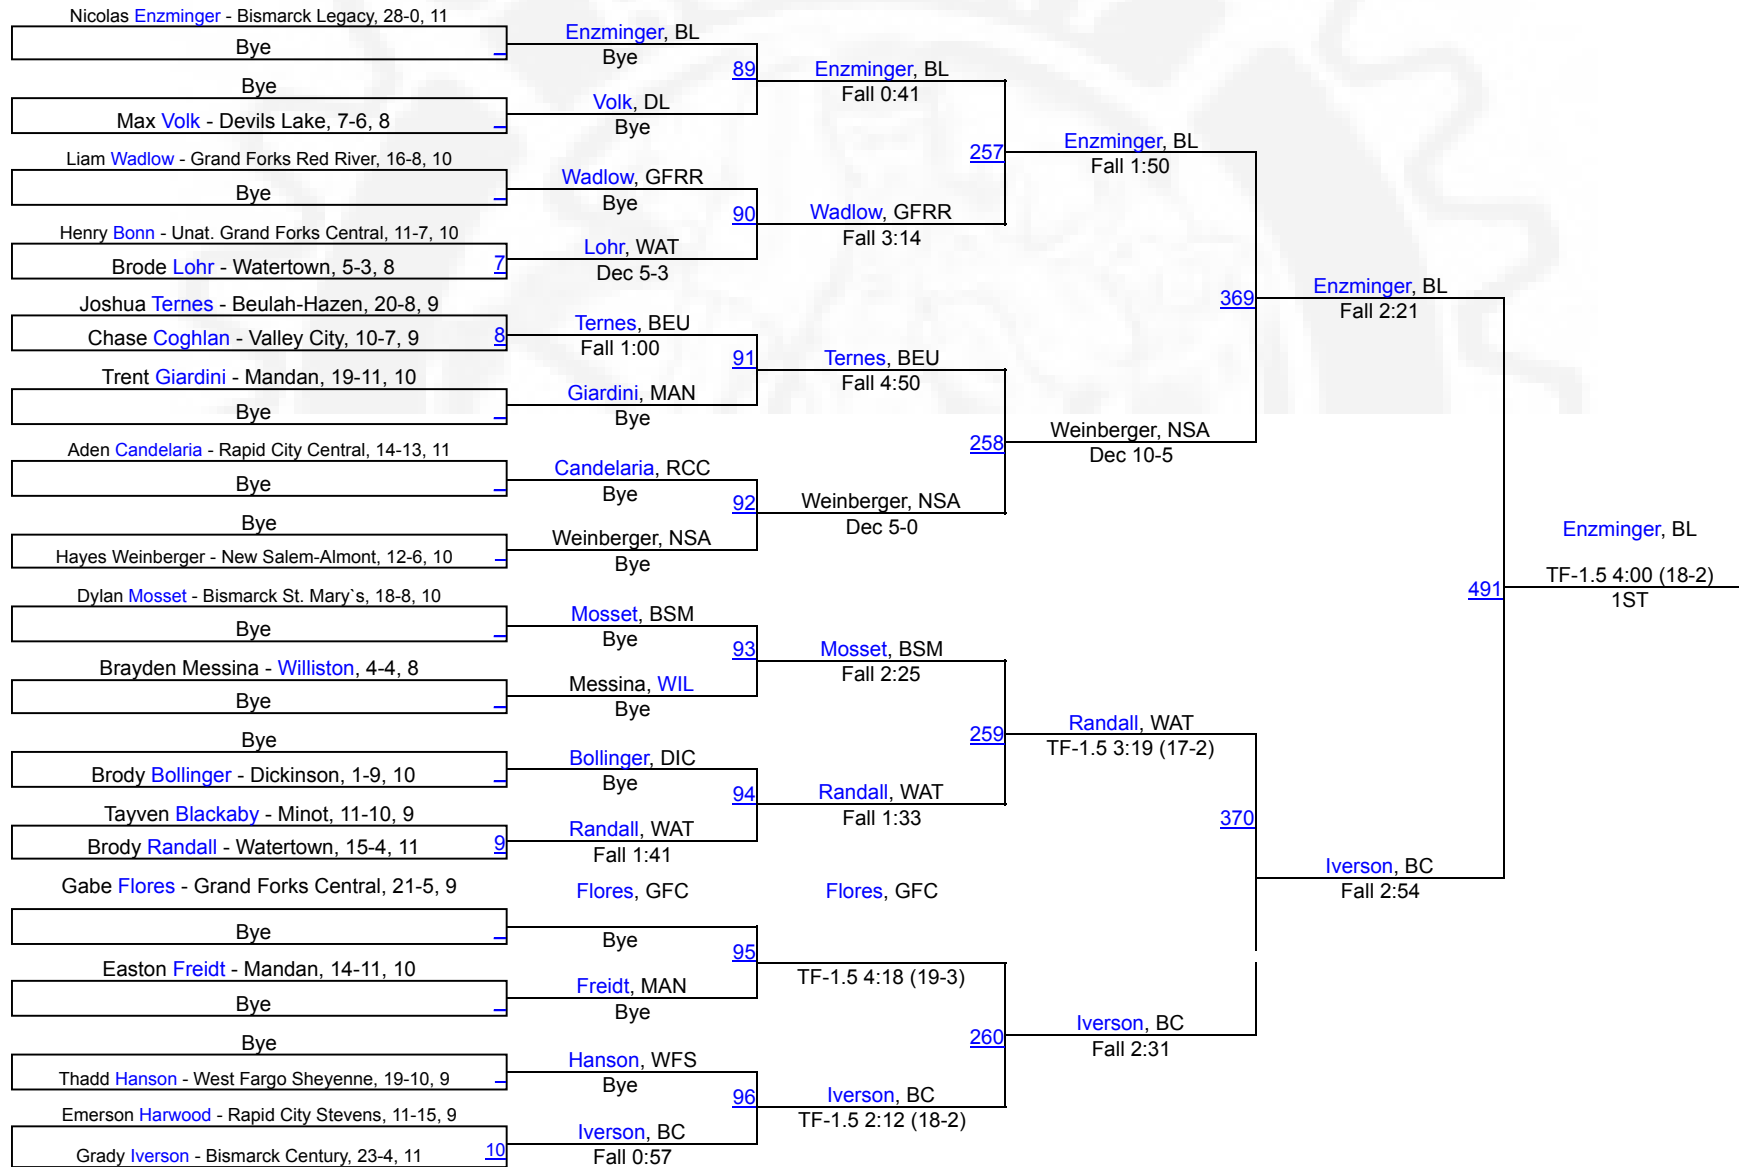 Nicolas Enzminger - Bismarck Legacy, 28-0, 11
Bye
Bye
Max Volk - Devils Lake, 7-6, 8
Liam Wadlow - Grand Forks Red River, 16-8, 10
Bye
Henry Bonn - Unat. Grand Forks Central, 11-7, 10
Brode Lohr - Watertown, 5-3, 8
7
Joshua Ternes - Beulah-Hazen, 20-8, 9
Chase Coghlan - Valley City, 10-7, 9
8
Trent Giardini - Mandan, 19-11, 10
Bye
Aden Candelaria - Rapid City Central, 14-13, 11
Bye
Bye
Hayes Weinberger - New Salem-Almont, 12-6, 10
Dylan Mosset - Bismarck St. Mary`s, 18-8, 10
Bye
Brayden Messina - Williston, 4-4, 8
Bye
Bye
Brody Bollinger - Dickinson, 1-9, 10
Tayven Blackaby - Minot, 11-10, 9
Brody Randall - Watertown, 15-4, 11
9
Gabe Flores - Grand Forks Central, 21-5, 9
Bye
Easton Freidt - Mandan, 14-11, 10
Bye
Bye
Thadd Hanson - West Fargo Sheyenne, 19-10, 9
Emerson Harwood - Rapid City Stevens, 11-15, 9
Grady Iverson - Bismarck Century, 23-4, 11
10
Enzminger, BL
Bye
89
Volk, DL
Bye
Wadlow, GFRR
Bye
90
Lohr, WAT
Dec 5-3
Ternes, BEU
Fall 1:00
91
Giardini, MAN
Bye
Candelaria, RCC
Bye
92
Weinberger, NSA
Bye
Mosset, BSM
Bye
93
Messina, WIL
Bye
Bollinger, DIC
Bye
94
Randall, WAT
Fall 1:41
Flores, GFC
Bye
95
Freidt, MAN
Bye
Hanson, WFS
Bye
96
Iverson, BC
Fall 0:57
Enzminger, BL
Fall 0:41
257
Wadlow, GFRR
Fall 3:14
Ternes, BEU
Fall 4:50
258
Weinberger, NSA
Dec 5-0
Mosset, BSM
Fall 2:25
259
Randall, WAT
Fall 1:33
Flores, GFC
TF-1.5 4:18 (19-3)
260
Iverson, BC
TF-1.5 2:12 (18-2)
Enzminger, BL
Fall 1:50
369
Weinberger, NSA
Dec 10-5
Randall, WAT
TF-1.5 3:19 (17-2)
370
Iverson, BC
Fall 2:31
Enzminger, BL
Fall 2:21
491
Iverson, BC
Fall 2:54
Enzminger, BL
TF-1.5 4:00 (18-2)
1ST